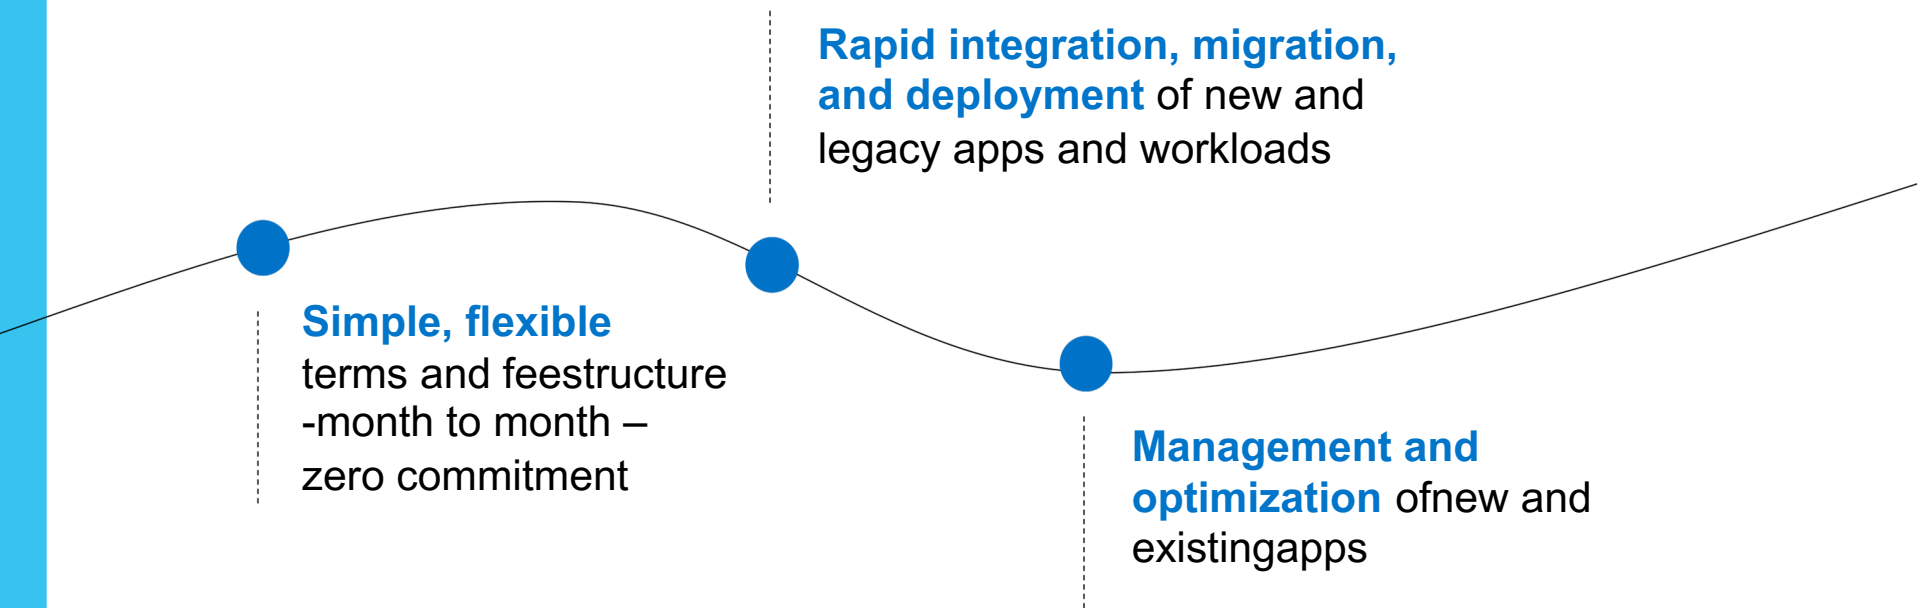 Rapid integration, migration,
and deployment of new and
legacy apps and workloads
Simple, flexible
terms and feestructure
-month to month –
zero commitment
Management and
optimization ofnew and
existingapps